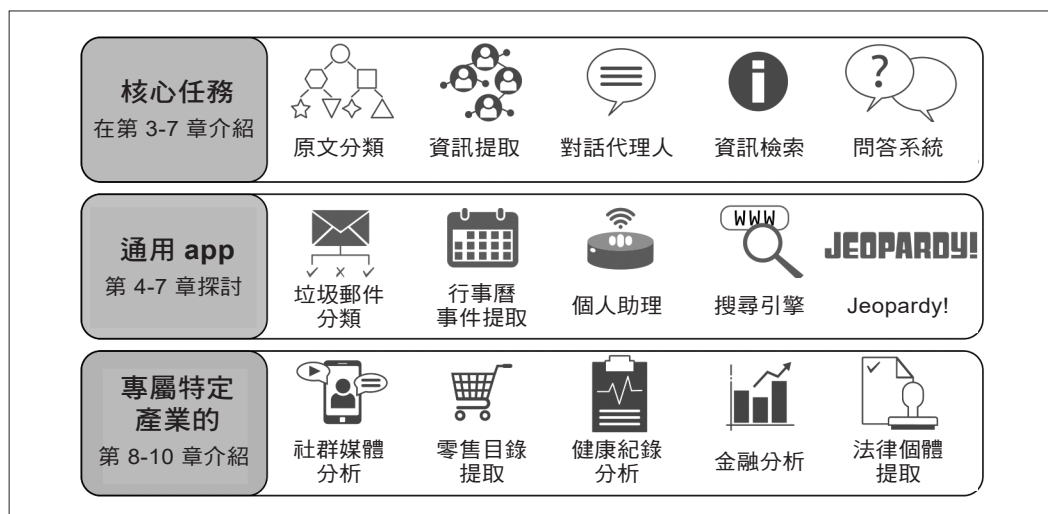 核心任務
在第 3-7 章介紹
原文分類
資訊提取
對話代理人
資訊檢索
?
問答系統
通用 app
第 4-7 章探討
垃圾郵件
分類
行事曆
事件提取
個人助理
WWW
搜尋引擎
JEOPARDY!
Jeopardy!
專屬特定
產業的
第 8-10 章介紹
社群媒體
分析
零售目錄
提取
健康紀錄
分析
金融分析
法律個體
提取